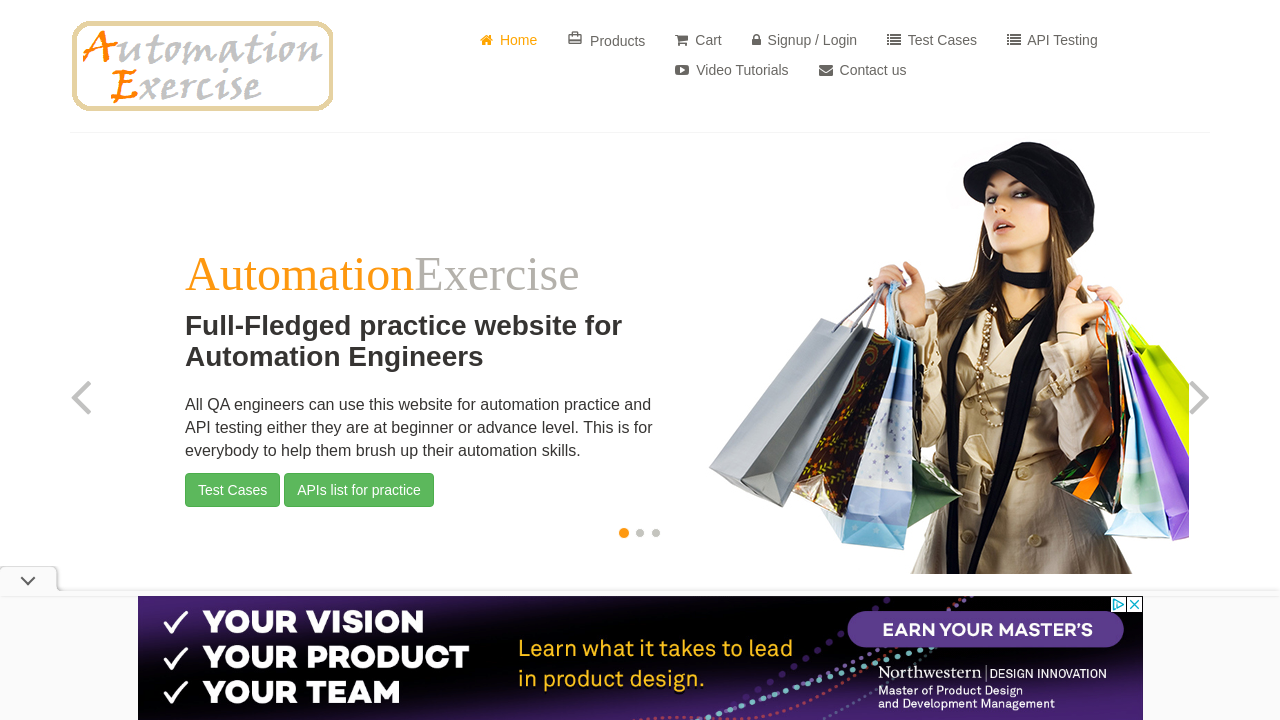 Automation
Exercise
Home
Products
Cart
Signup / Login
Test Cases
API Testing
Video Tutorials
Contact us
AutomationExercise
Full-Fledged practice website for
Automation Engineers
All QA engineers can use this website for automation practice and
API testing either they are at beginner or advance level. This is for
everybody to help them brush up their automation skills.
Test Cases
APIs list for practice
YOUR VISION
YOUR PRODUCT
YOUR TEAM
Learn what it takes to lead
in product design.
EARN YOUR MASTER'S
Northwestern | DESIGN INNOVATION
Master of Product Design
and Development Management